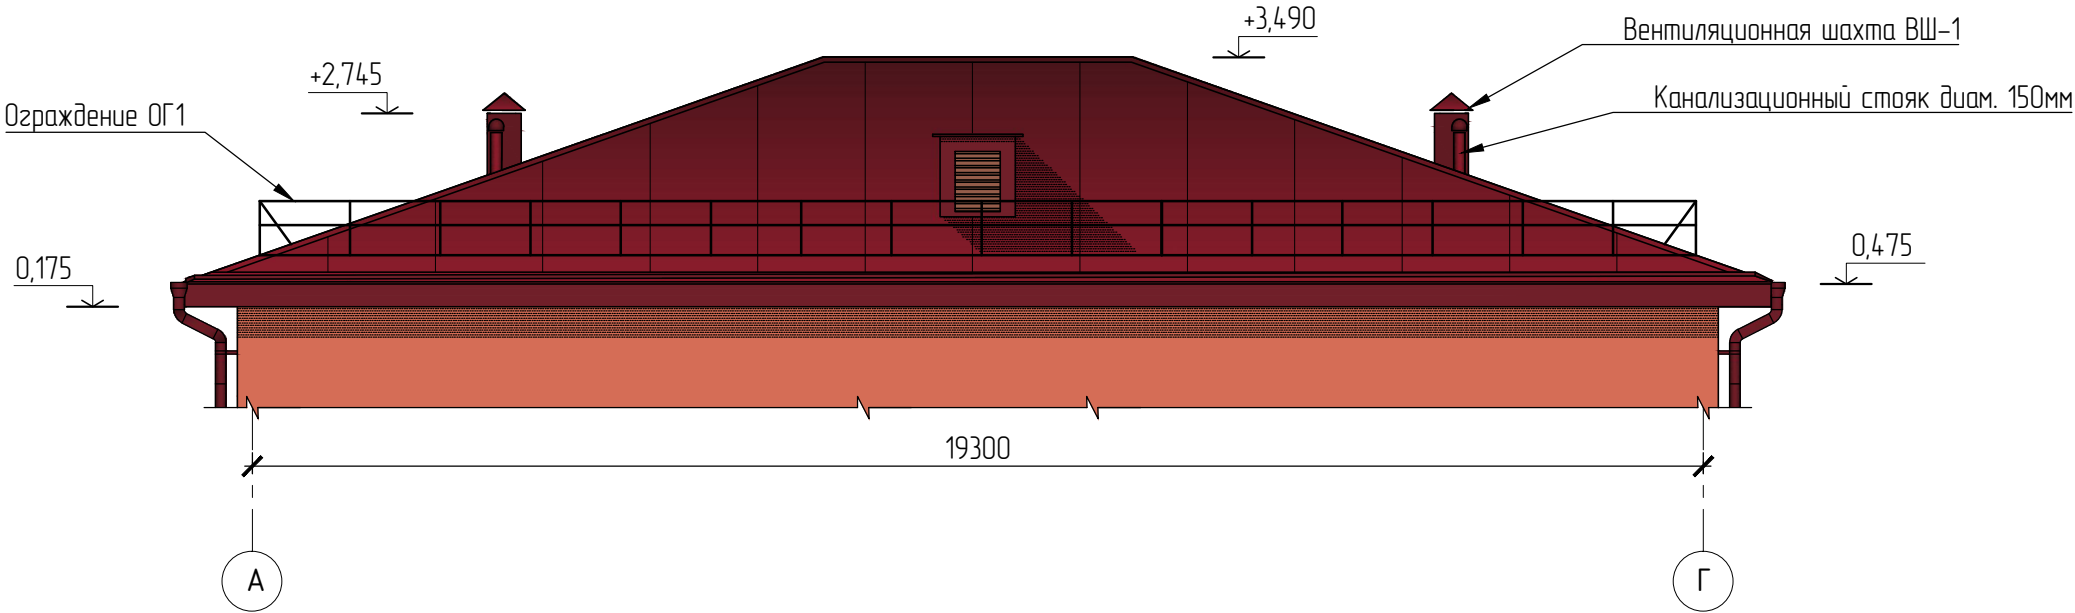 +3,490
Вентиляционная шахта ВШ-1
+2,745
Канализационный стояк диам. 150мм
Ограждение ОГ1
0,175
0,475
19300
А
Г